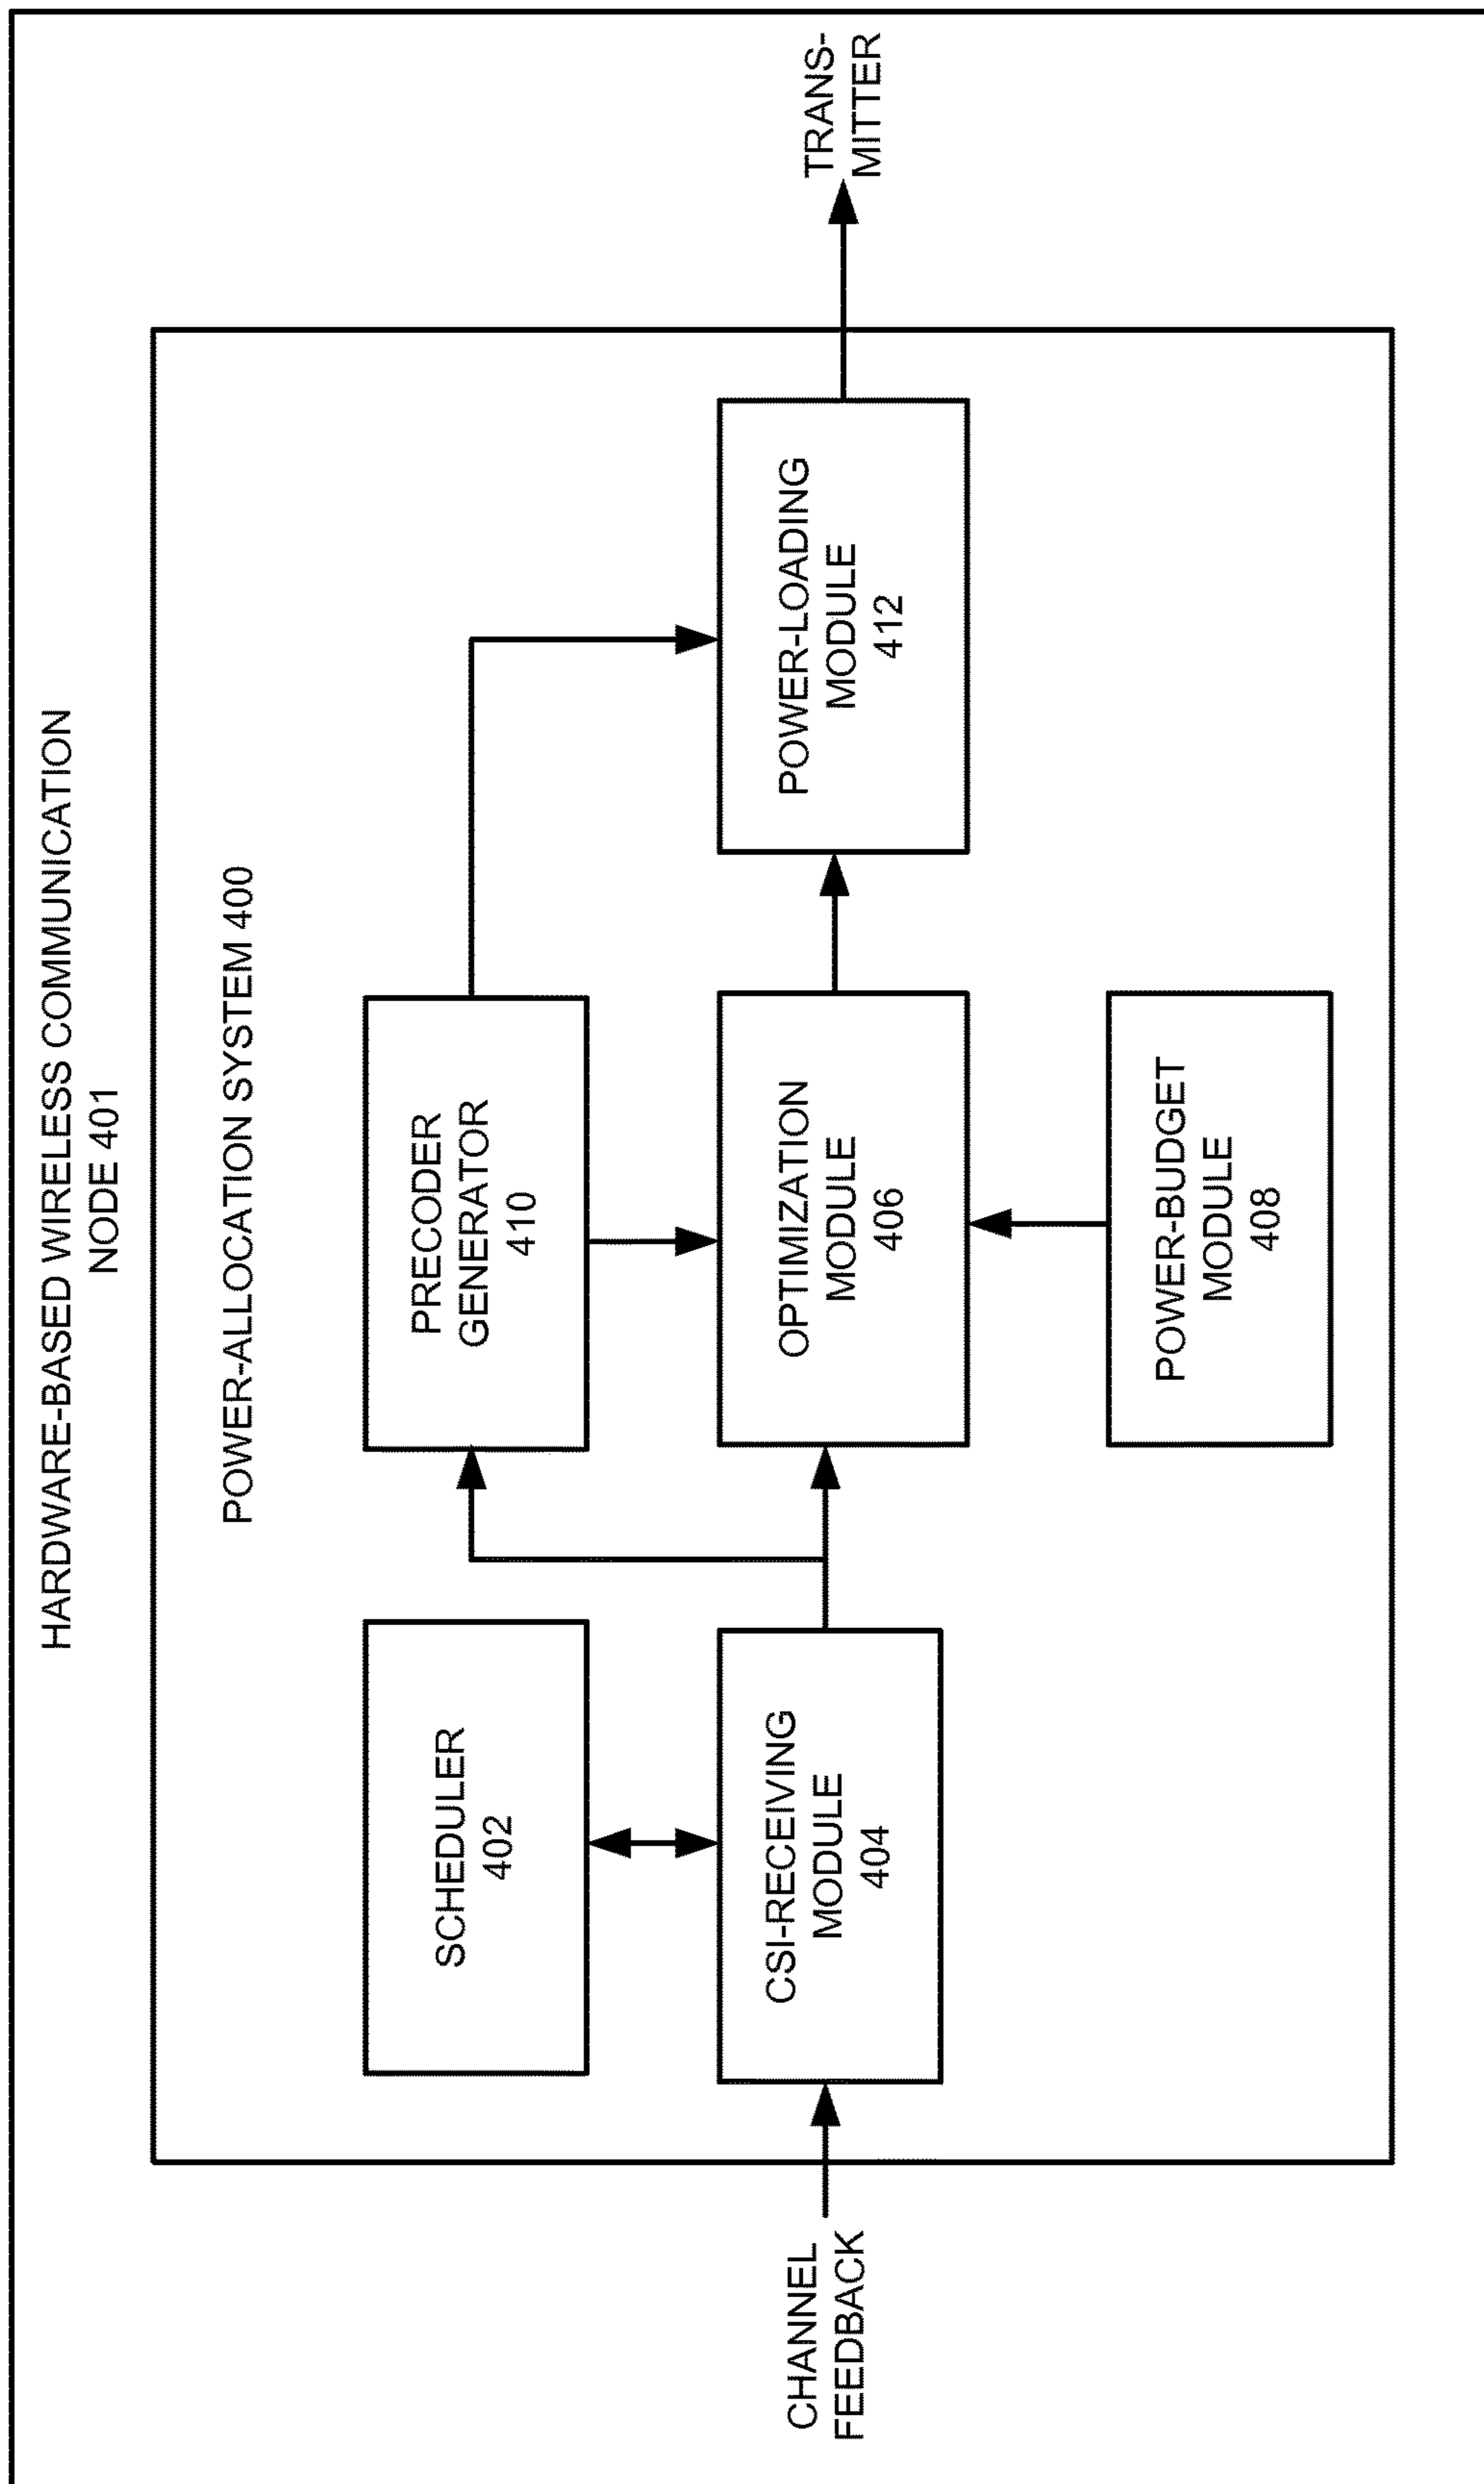 HARDWARE-BASED WIRELESS COMMUNICATION
NODE 401
POWER-ALLOCATION SYSTEM 400
SCHEDULER
402
PRECODER
GENERATOR
410
CHANNEL
FEEDBACK
CSI-RECEIVING
MODULE
404
OPTIMIZATION
MODULE
406
POWER-LOADING
MODULE
412
TRANS-
MITTER
POWER-BUDGET
MODULE
408